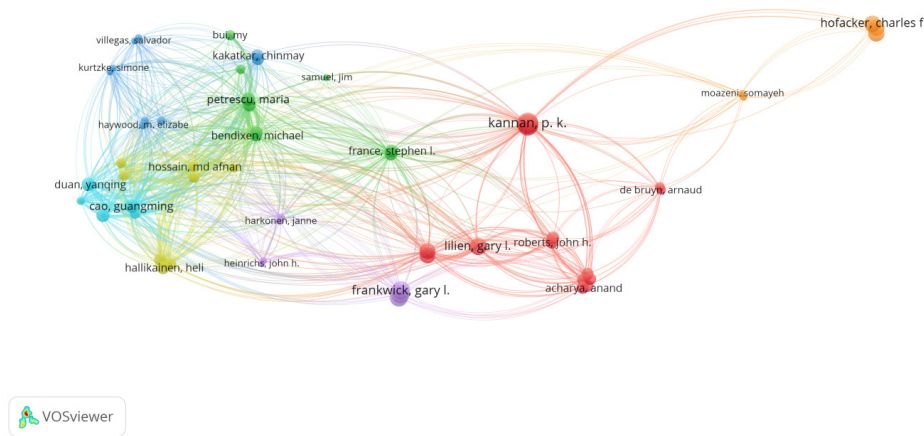 hofacker, charles f
bui, my
villegas, salvador
kakatkar, chinmay
kurtzke, simone
samuel, jim
moazeni, somayeh
petrescu, maria
haywood, m. elizabe
kannan, p. k.
bendixen, michael
france, stephen l.
hossain, md afnan
duan, yanqing
de bruyn, arnaud
cao, guangming
harkonen, janne
lilien, gary l.
roberts, john h.
heinrichs, john h.
hallikainen, heli
frankwick, gary l.
acharya, anand
VOSviewer